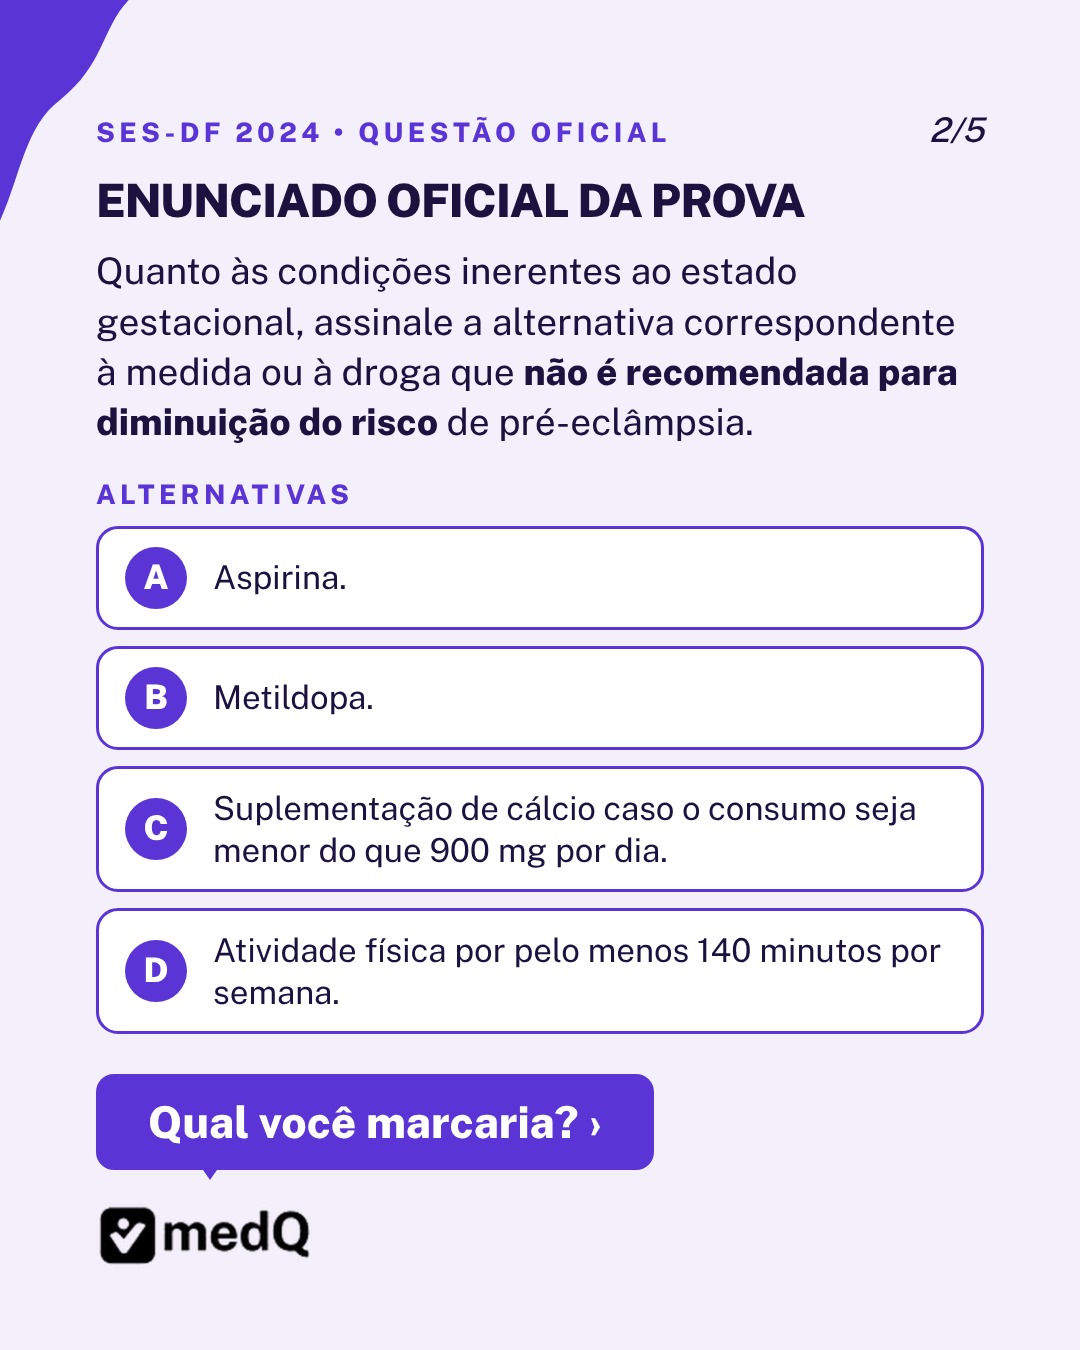 SES-DF 2024 • QUESTÃO OFICIAL
2/5
ENUNCIADO OFICIAL DA PROVA
Quanto às condições inerentes ao estado
gestacional, assinale a alternativa correspondente
à medida ou à droga que não é recomendada para
diminuição do risco de pré-eclâmpsia.
ALTERNATIVAS
A Aspirina.
B Metildopa.
C Suplementação de cálcio caso o consumo seja
menor do que 900 mg por dia.
D Atividade física por pelo menos 140 minutos por
semana.
Qual você marcaria? ›
medQ